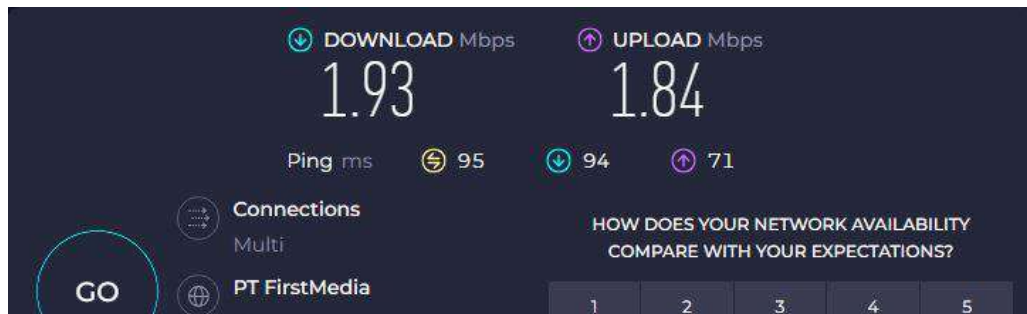 DOWNLOAD Mbps
UPLOAD Mbps
1.93
1.84
Ping ms 95 94 71
Connections
Multi
HOW DOES YOUR NETWORK AVAILABILITY
COMPARE WITH YOUR EXPECTATIONS?
GO
PT FirstMedia
1 2 3 4 5